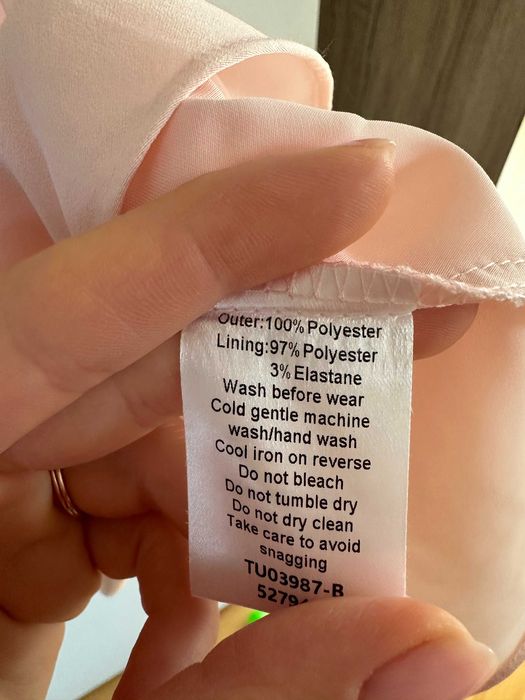 Outer:100% Polyester
Lining:97% Polyester
3% Elastane
Wash before wear
Cold gentle machine
wash/hand wash
Cool iron on reverse
Do not bleach
Do not tumble dry
Do not dry clean
Take care to avoid
snagging
TU03987-B